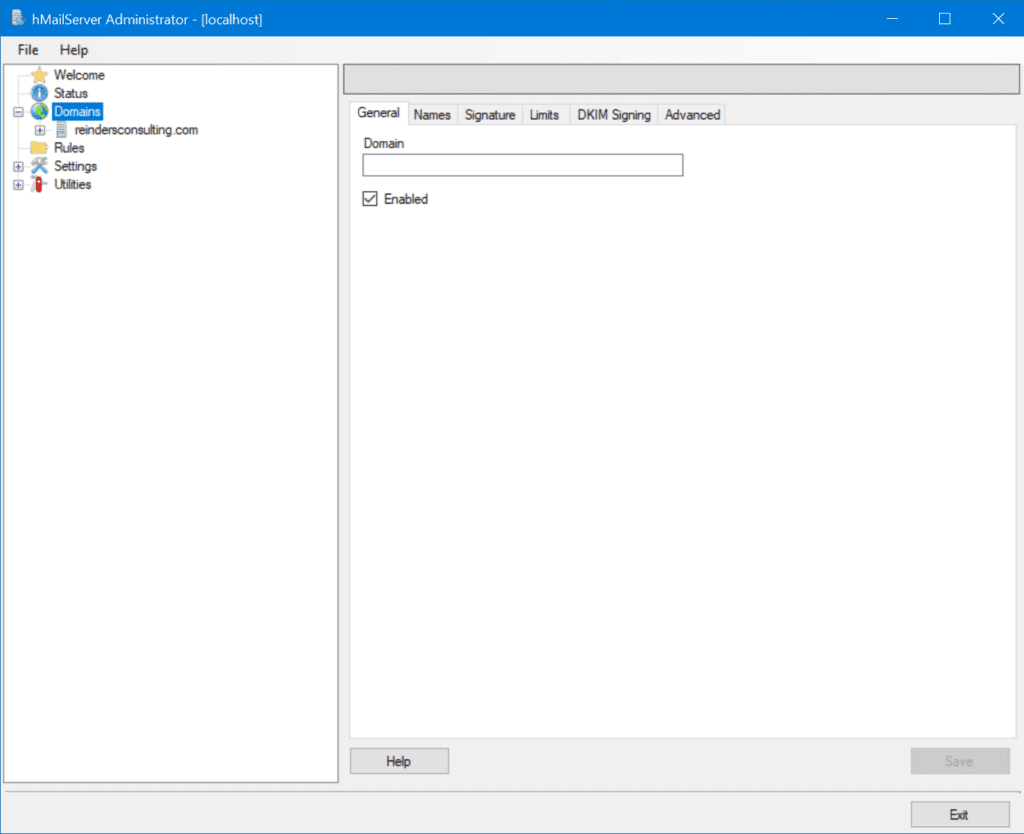 hMailServer Administrator - [localhost]
File Help
Welcome
Status
Domains
reindersconsulting.com
Rules
Settings
Utilities
General Names Signature Limits DKIM Signing Advanced
Domain
Enabled
Help Save
Exit